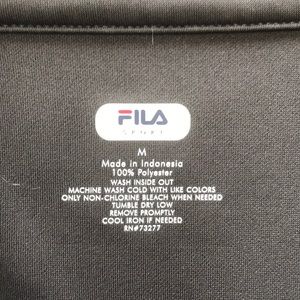 FILA
SPORT
M
Made in Indonesia
100% Polyester
WASH INSIDE OUT
MACHINE WASH COLD WITH LIKE COLORS
ONLY NON-CHLORINE BLEACH WHEN NEEDED
TUMBLE DRY LOW
REMOVE PROMPTLY
COOL IRON IF NEEDED
RN#73277